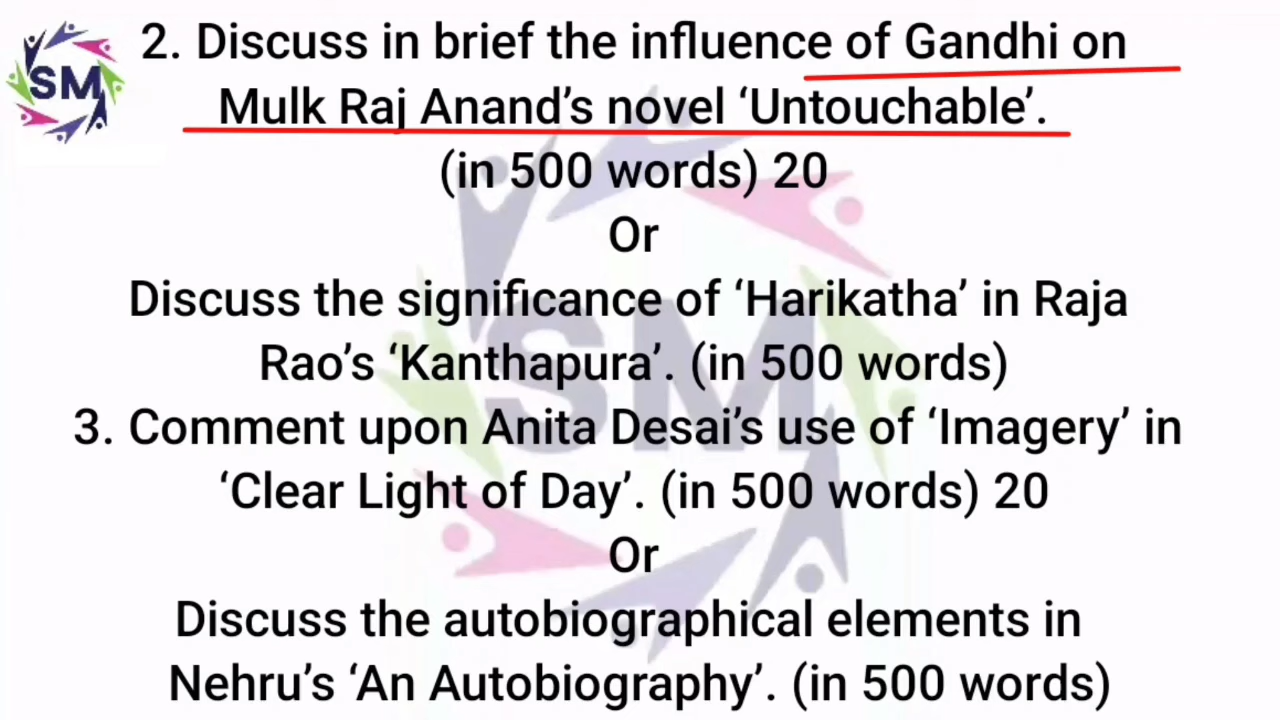 SM
2. Discuss in brief the influence of Gandhi on
Mulk Raj Anand’s novel ‘Untouchable’.
(in 500 words) 20
Or
Discuss the significance of ‘Harikatha’ in Raja
Rao’s ‘Kanthapura’. (in 500 words)
3. Comment upon Anita Desai’s use of ‘Imagery’ in
‘Clear Light of Day’. (in 500 words) 20
Or
Discuss the autobiographical elements in
Nehru’s ‘An Autobiography’. (in 500 words)
SM